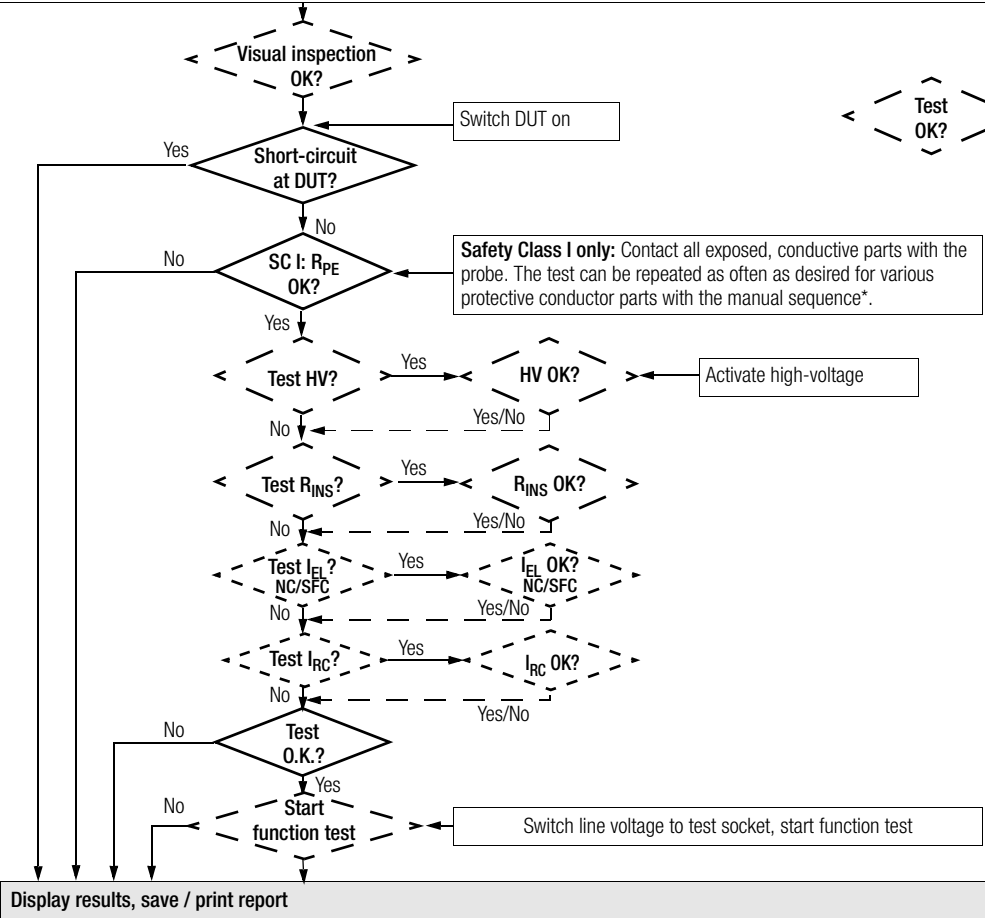 Visual inspection
OK?
Test
OK?
Switch DUT on
Yes
Short-circuit
at DUT?
No
No
SC I: RPE
OK?
Safety Class I only: Contact all exposed, conductive parts with the
probe. The test can be repeated as often as desired for various
protective conductor parts with the manual sequence*.
Yes
Test HV?
Yes
HV OK?
Activate high-voltage
No
Yes/No
Test RINS?
Yes
RINS OK?
No
Yes/No
Test IEL?
NC/SFC
Yes
IEL OK?
NC/SFC
No
Yes/No
Test IRC?
Yes
IRC OK?
No
Yes/No
No
Test
O.K.?
Yes
No
Start
function test
Switch line voltage to test socket, start function test
Display results, save / print report